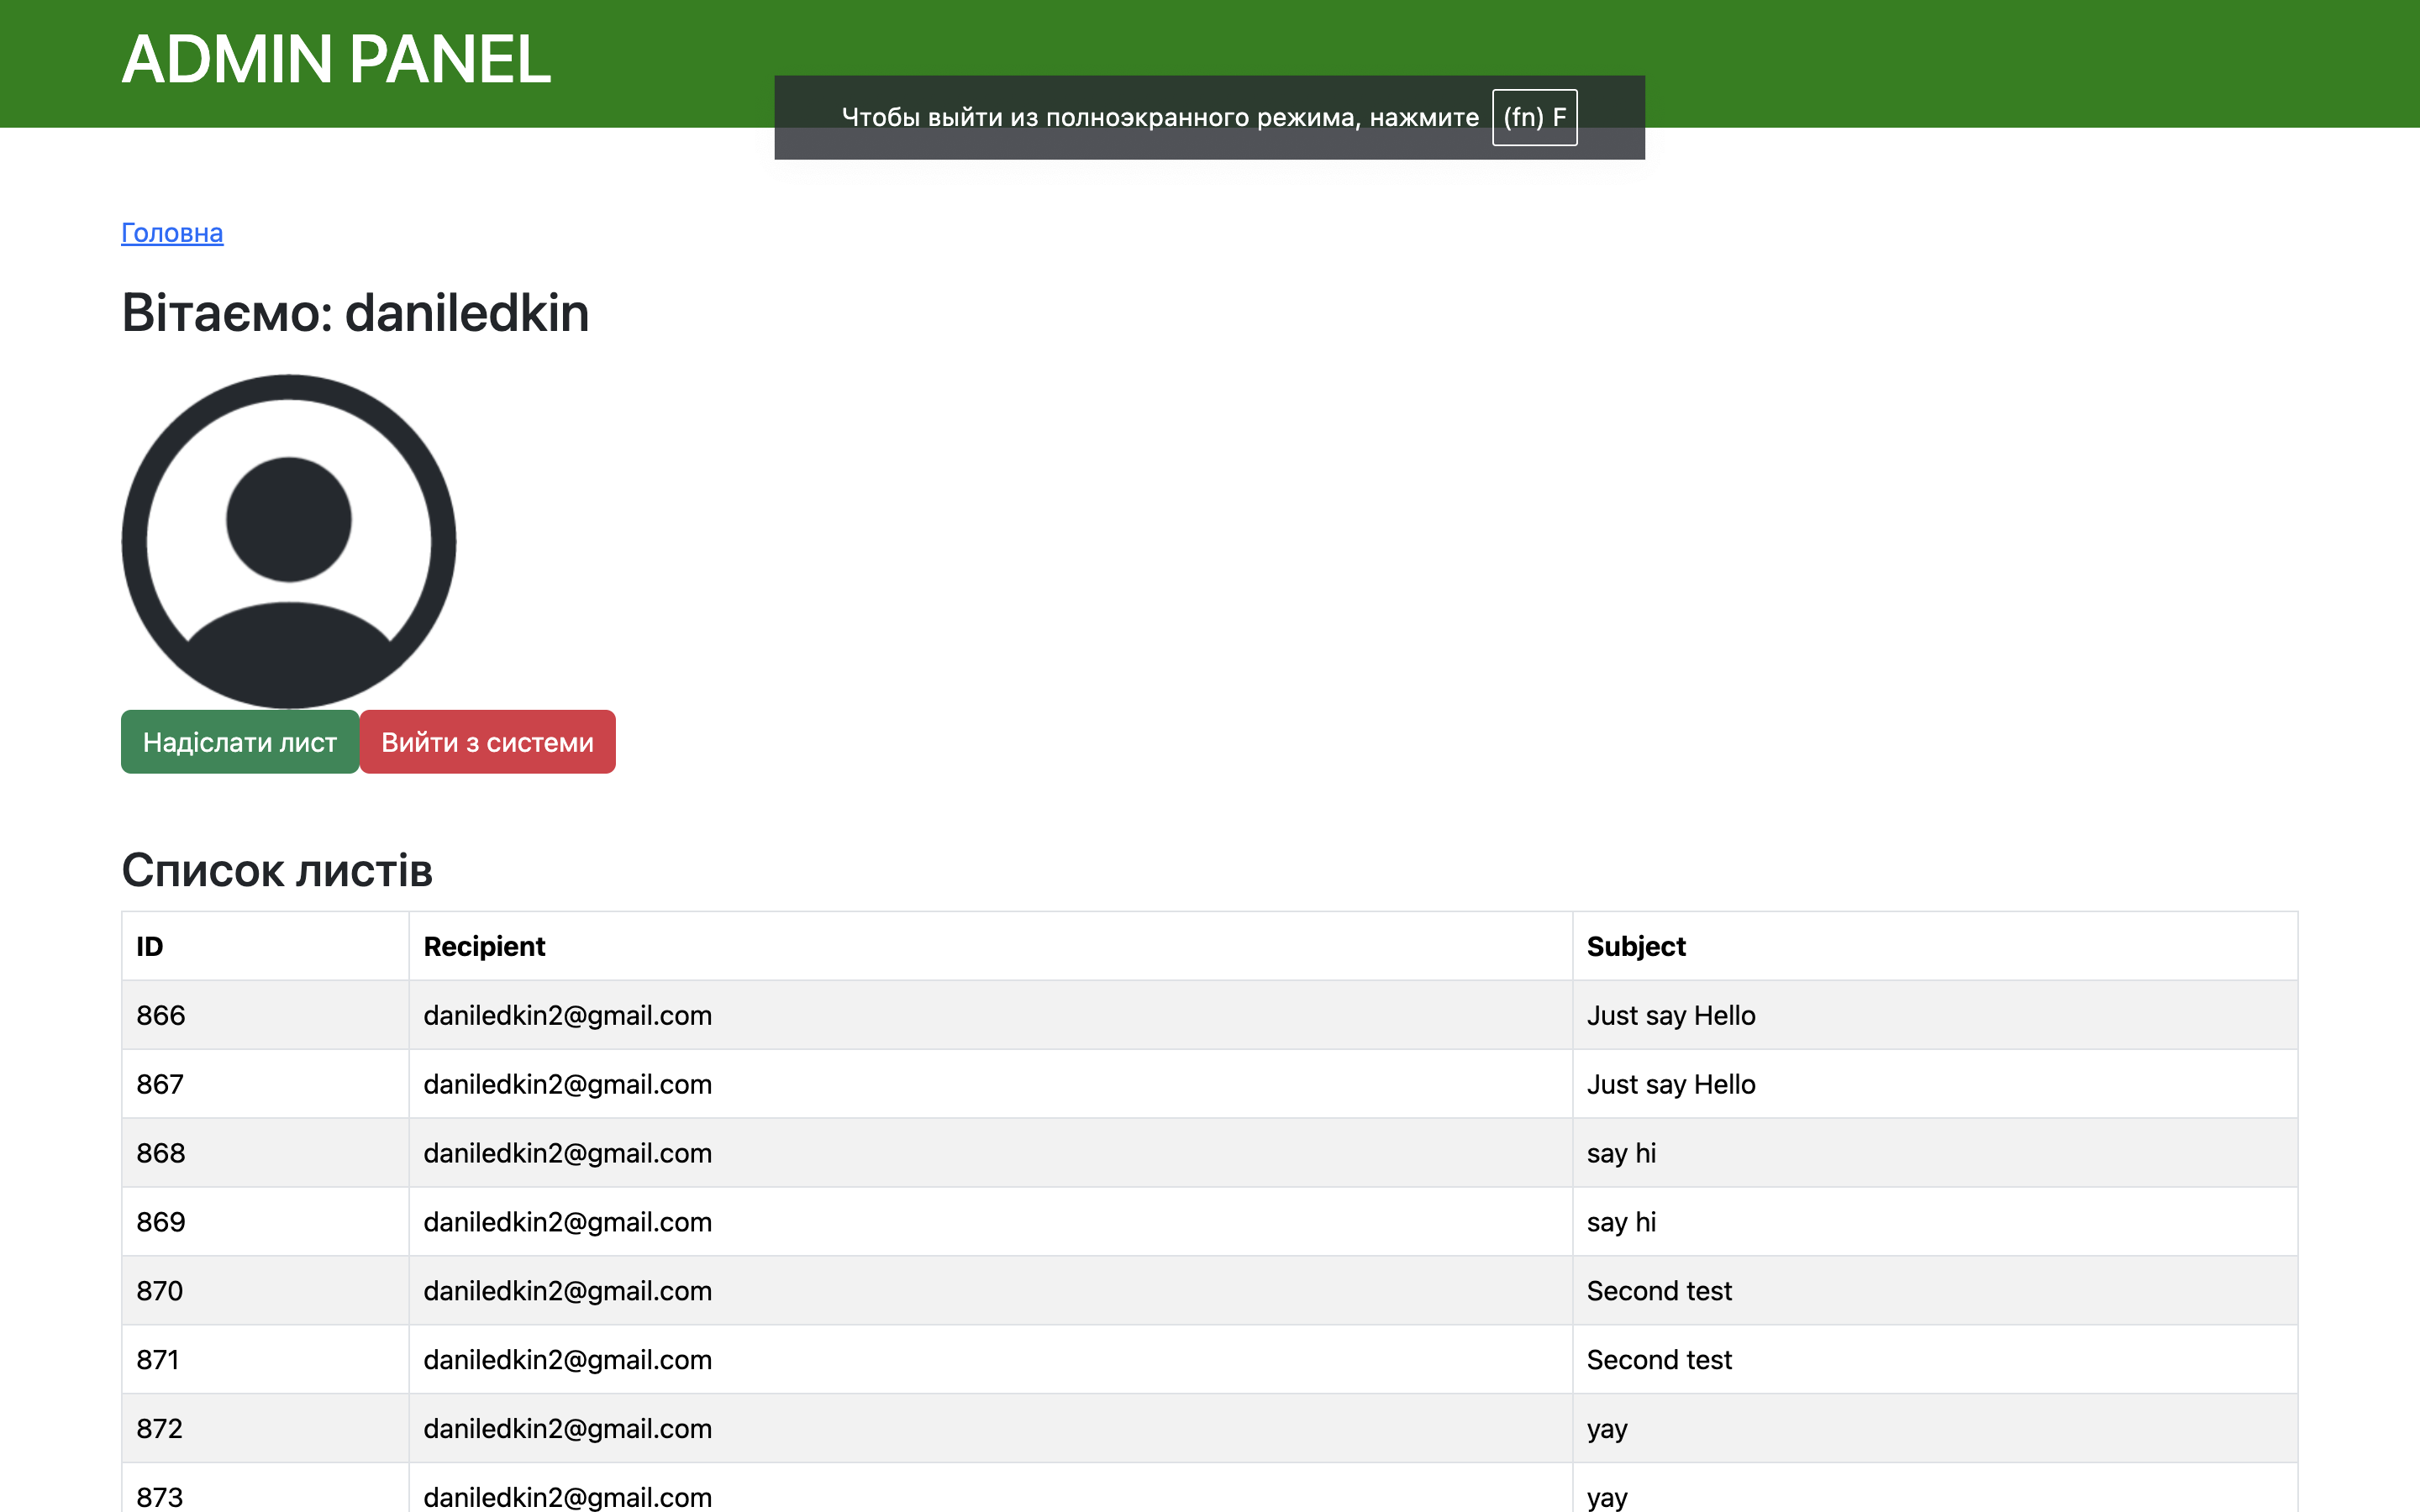 ADMIN PANEL
Чтобы выйти из полноэкранного режима, нажмите (fn) F
Головна
Вітаємо: daniledkin
Надіслати лист Вийти з системи
Список листів
ID Recipient Subject
866 daniledkin2@gmail.com Just say Hello
867 daniledkin2@gmail.com Just say Hello
868 daniledkin2@gmail.com say hi
869 daniledkin2@gmail.com say hi
870 daniledkin2@gmail.com Second test
871 daniledkin2@gmail.com Second test
872 daniledkin2@gmail.com yay
873 daniledkin2@gmail.com yay